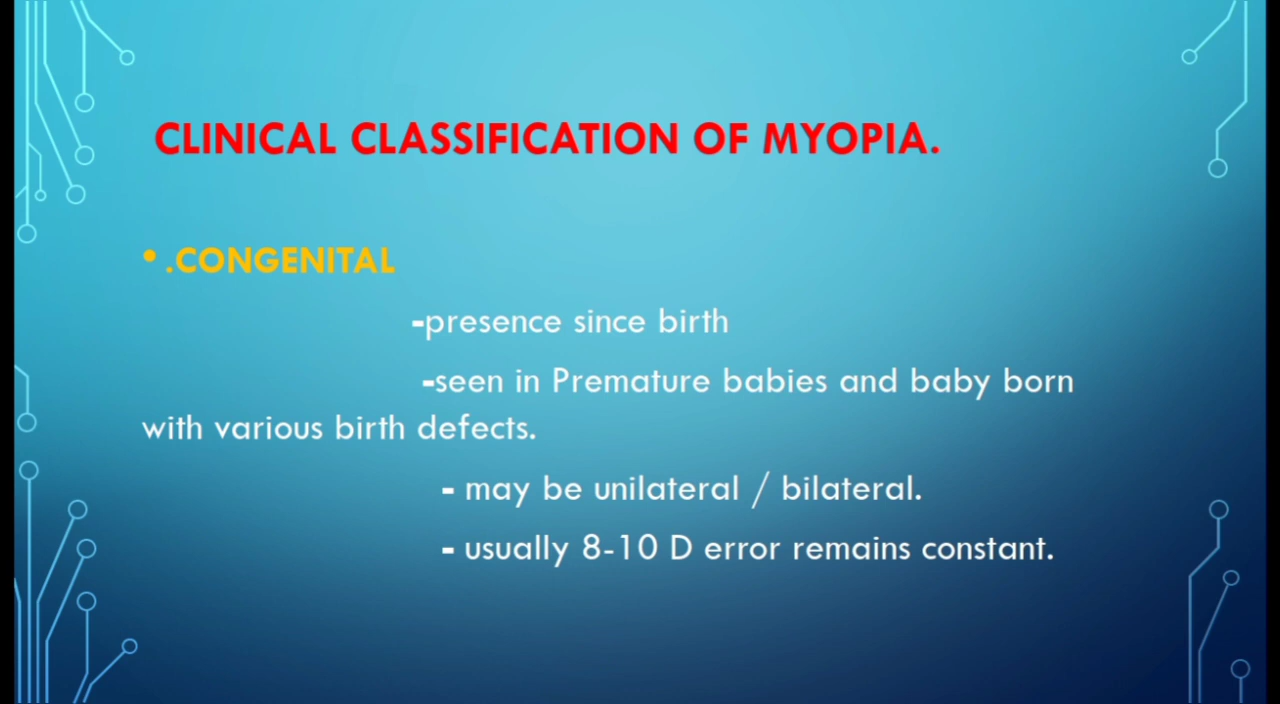 CLINICAL CLASSIFICATION OF MYOPIA.
• .CONGENITAL
-presence since birth
-seen in Premature babies and baby born
with various birth defects.
- may be unilateral / bilateral.
- usually 8-10 D error remains constant.